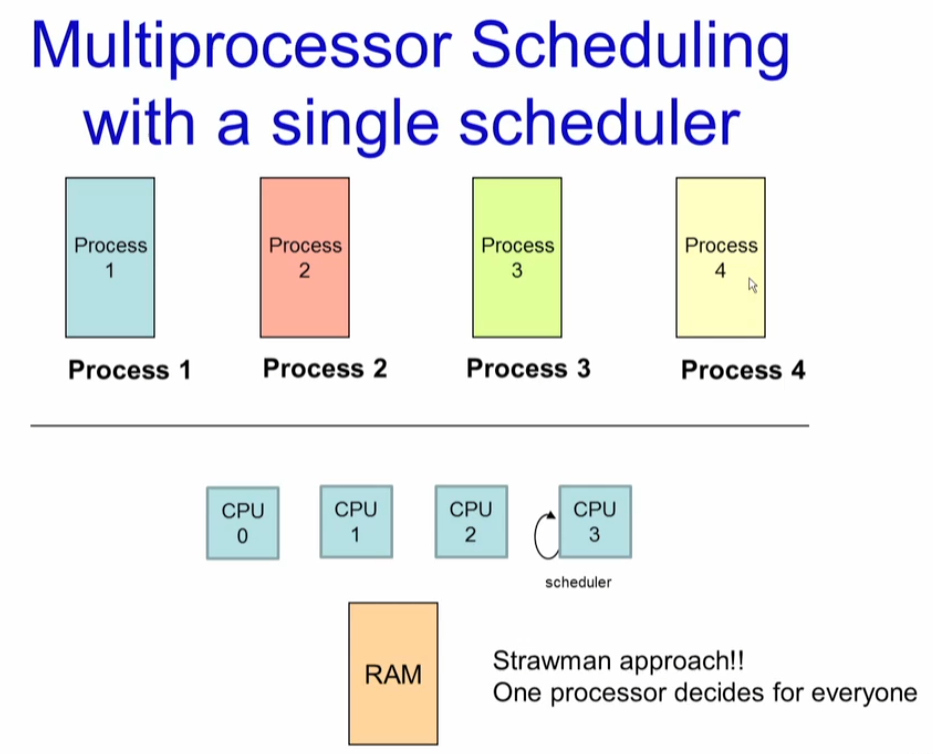 Multiprocessor Scheduling
with a single scheduler
Process
1
Process
2
Process
3
Process
4
Process 1
Process 2
Process 3
Process 4
CPU
0
CPU
1
CPU
2
CPU
3
scheduler
RAM
Strawman approach!!
One processor decides for everyone